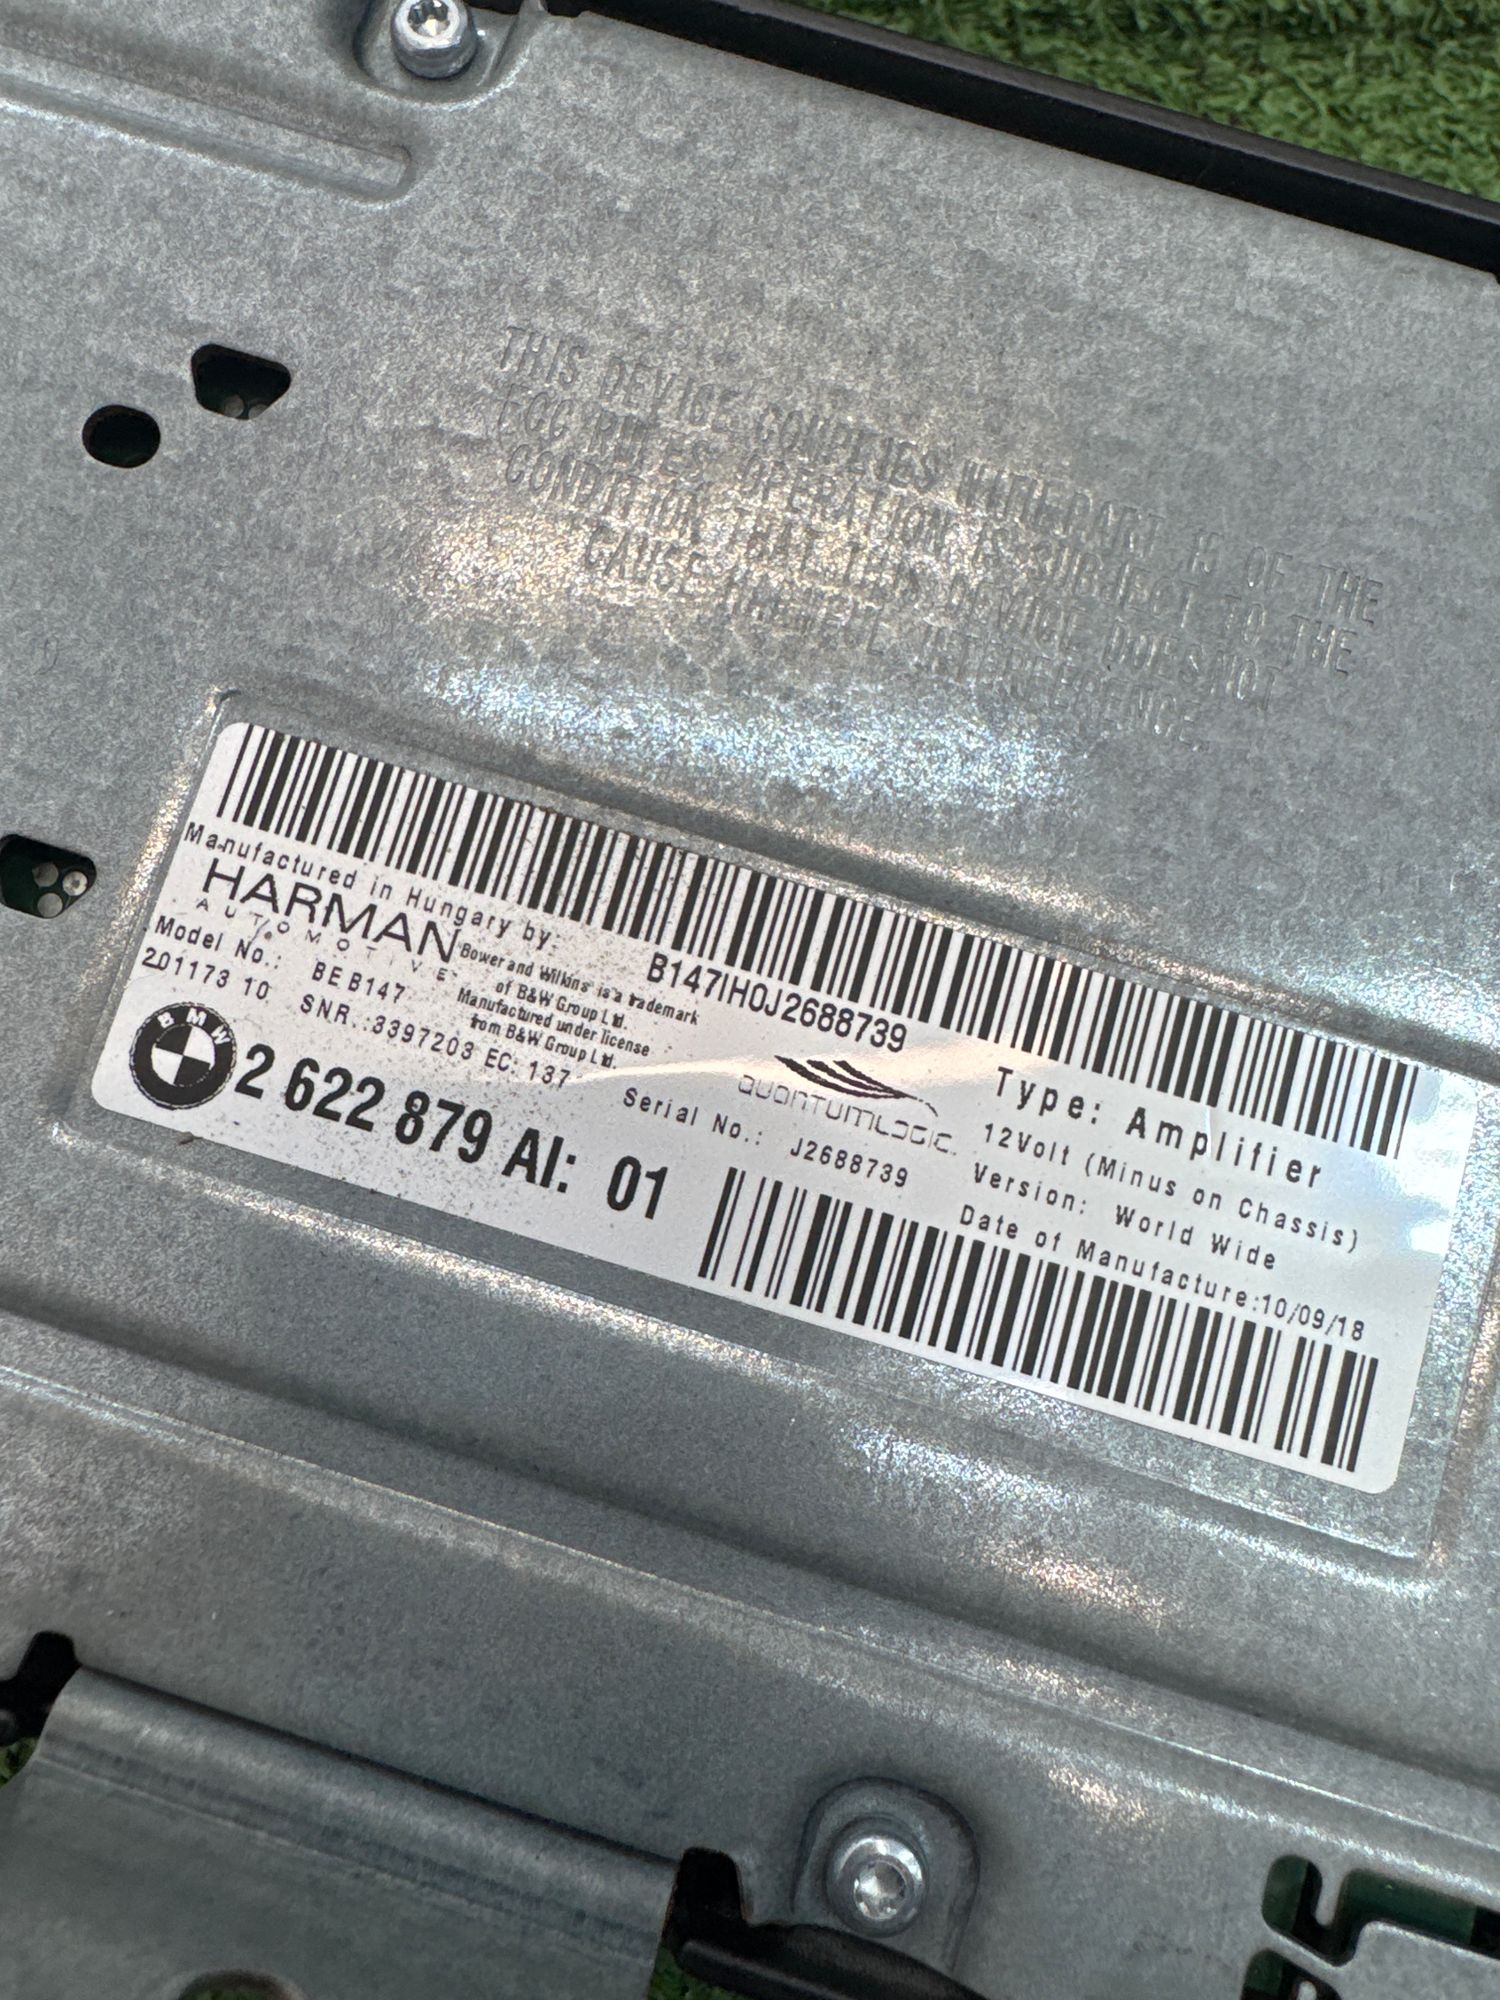 THIS DEVICE COMPLIES WITH PART 15 OF THE
FCC RULES OPERATION IS SUBJECT TO THE
CONDITION THAT THIS DEVICE DOES NOT
CAUSE HARMFUL INTERFERENCE.
Manufactured in Hungary by:
HARMAN
AUTOMOTIVE
Bower and Wilkins is a trademark
of B&W Group Ltd.
Manufactured under license
from B&W Group Ltd.
B147IH0J2688739
Model No.: BEB147
201173 10 SNR.:3397203 EC: 137
BMW
2 622 879 AI: 01
QUANTUMLOGIC.
Serial No.: J2688739
Type: Amplifier
12Volt (Minus on Chassis)
Version: World Wide
Date of Manufacture:10/09/18